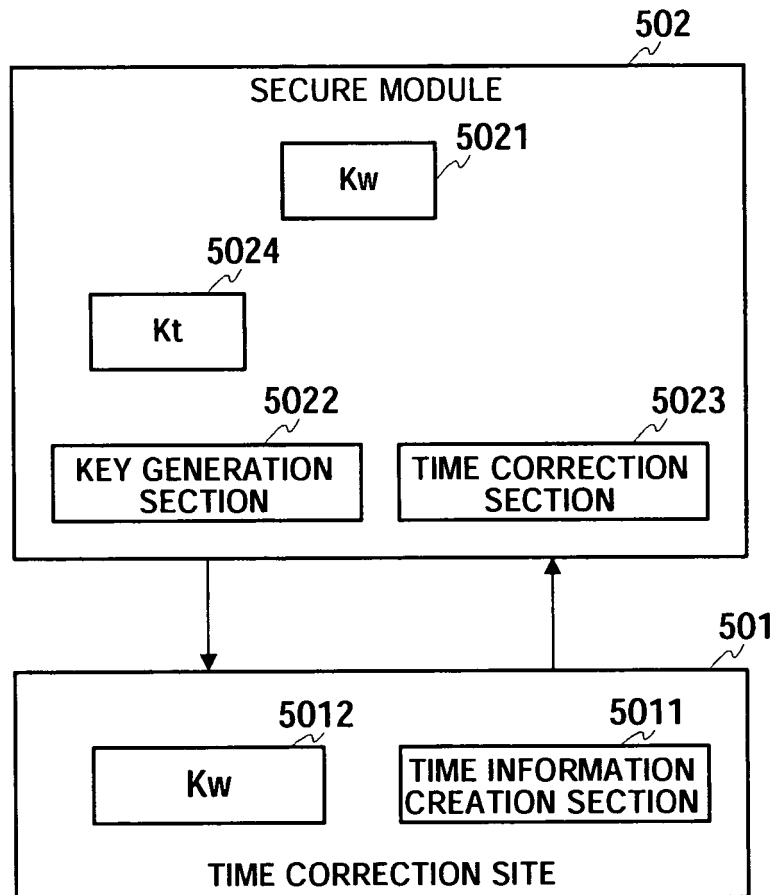 502
SECURE MODULE
5021
Kw
5024
Kt
5022
5023
KEY GENERATION
SECTION
TIME CORRECTION
SECTION
501
5012
5011
Kw
TIME INFORMATION
CREATION SECTION
TIME CORRECTION SITE